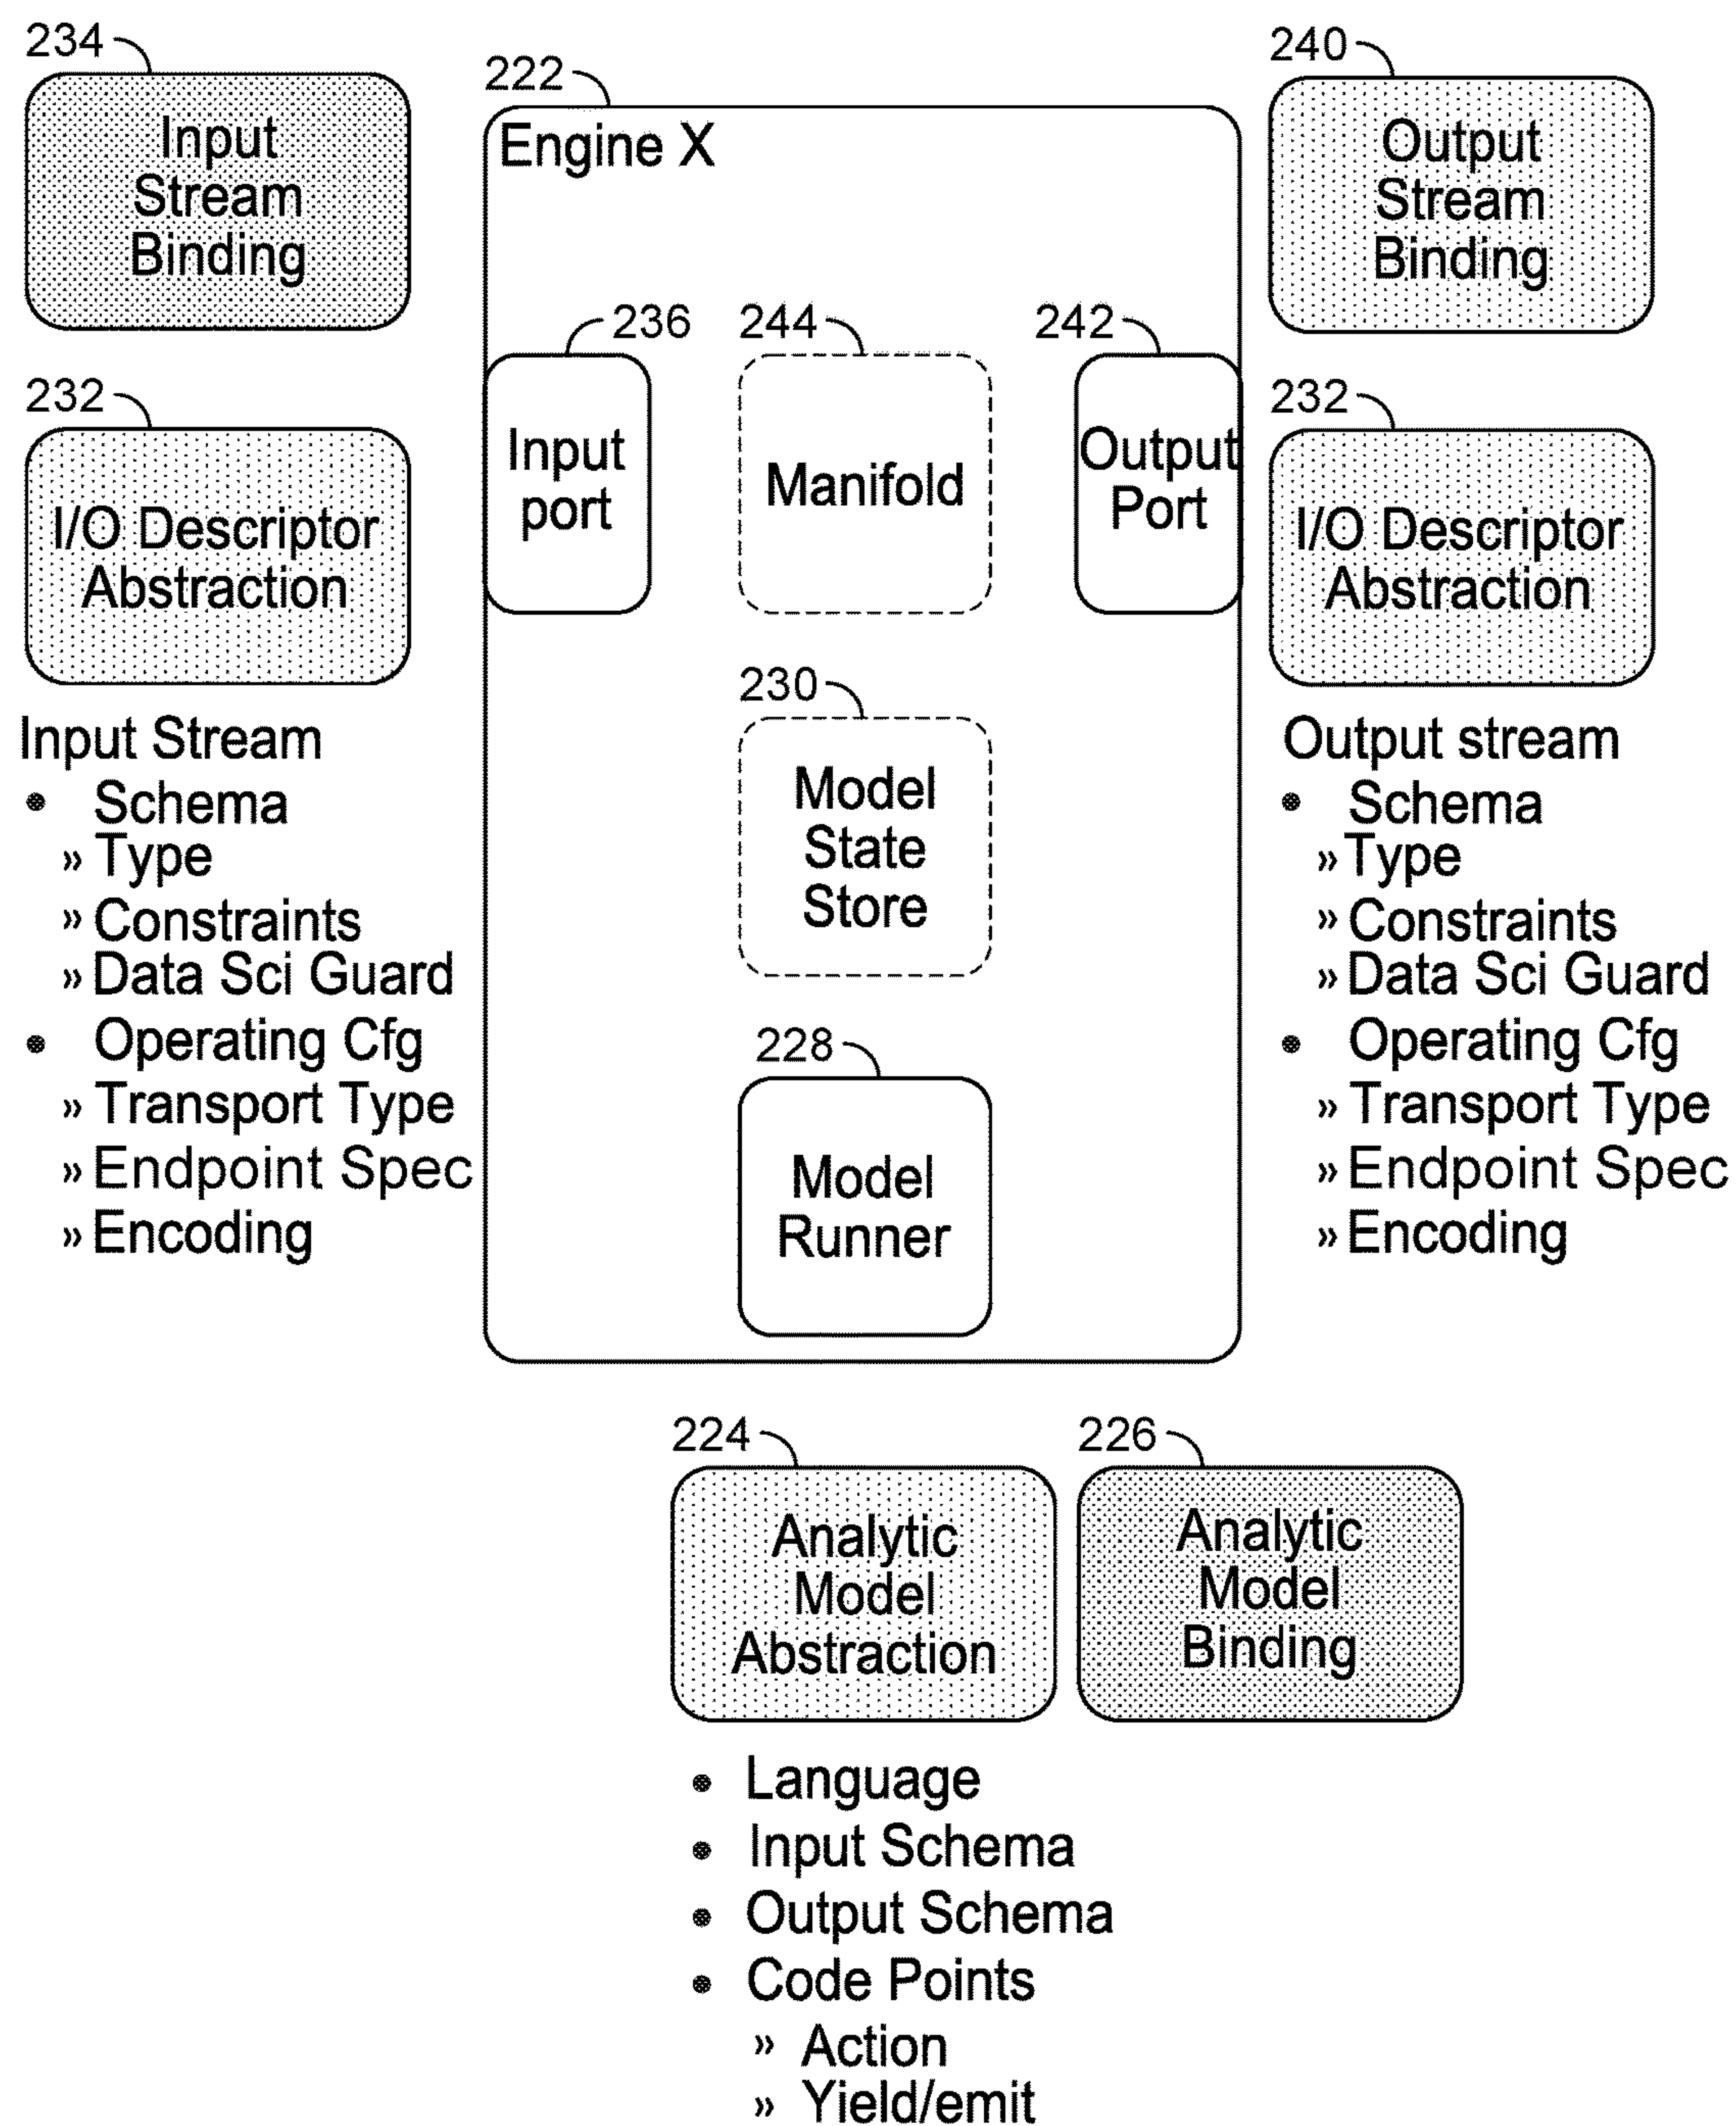 234
Input
Stream
Binding
232
I/O Descriptor
Abstraction
Input Stream
• Schema
» Type
» Constraints
» Data Sci Guard
• Operating Cfg
» Transport Type
» Endpoint Spec
» Encoding
222
Engine X
236
Input
port
244
Manifold
242
Output
Port
230
Model
State
Store
228
Model
Runner
240
Output
Stream
Binding
232
I/O Descriptor
Abstraction
Output stream
• Schema
» Type
» Constraints
» Data Sci Guard
• Operating Cfg
» Transport Type
» Endpoint Spec
» Encoding
224
Analytic
Model
Abstraction
226
Analytic
Model
Binding
• Language
• Input Schema
• Output Schema
• Code Points
» Action
» Yield/emit